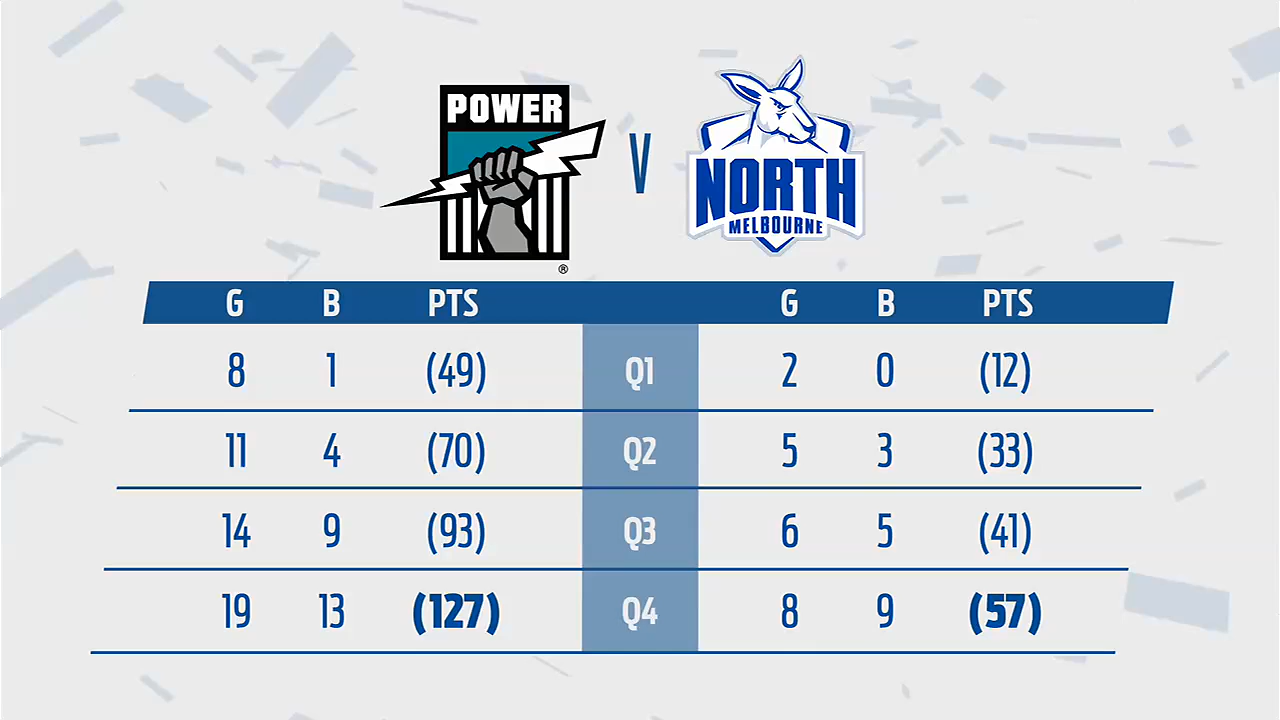 POWER
V
NORTH
MELBOURNE
®
G B PTS G B PTS
8 1 (49) Q1 2 0 (12)
11 4 (70) Q2 5 3 (33)
14 9 (93) Q3 6 5 (41)
19 13 (127) Q4 8 9 (57)